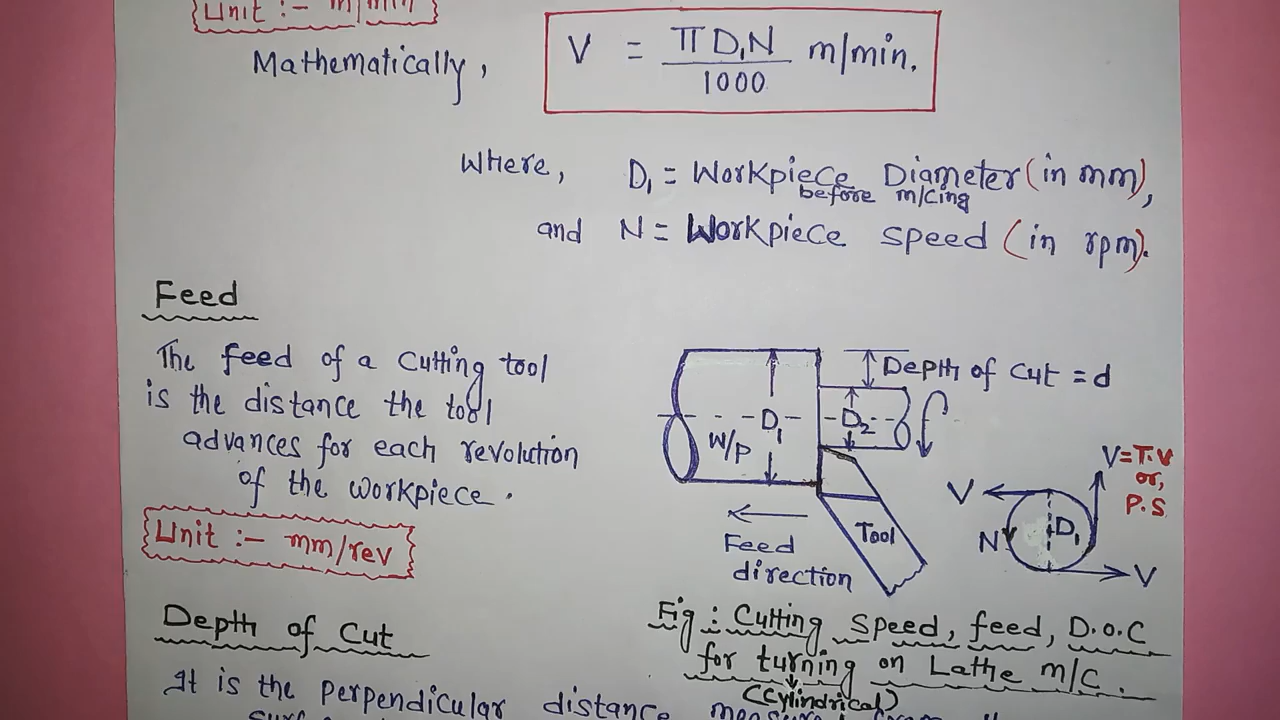 Unit :- m/min
Mathematically, V = πD₁N/1000 m/min.
Where, D₁ = Workpiece Diameter (in mm),
before m/cing
and N = Workpiece speed (in rpm).
Feed
The feed of a cutting tool
is the distance the tool
advances for each revolution
of the workpiece.
Unit :- mm/rev
Depth of cut = d
D₁
D₂
W/P
Feed
direction
Tool
V
N
D₁
V=T.V
or,
P.S
V
Fig : Cutting Speed, feed, D.O.C
for turning on Lathe m/c.
(Cylindrical)
Depth of Cut
It is the perpendicular distance